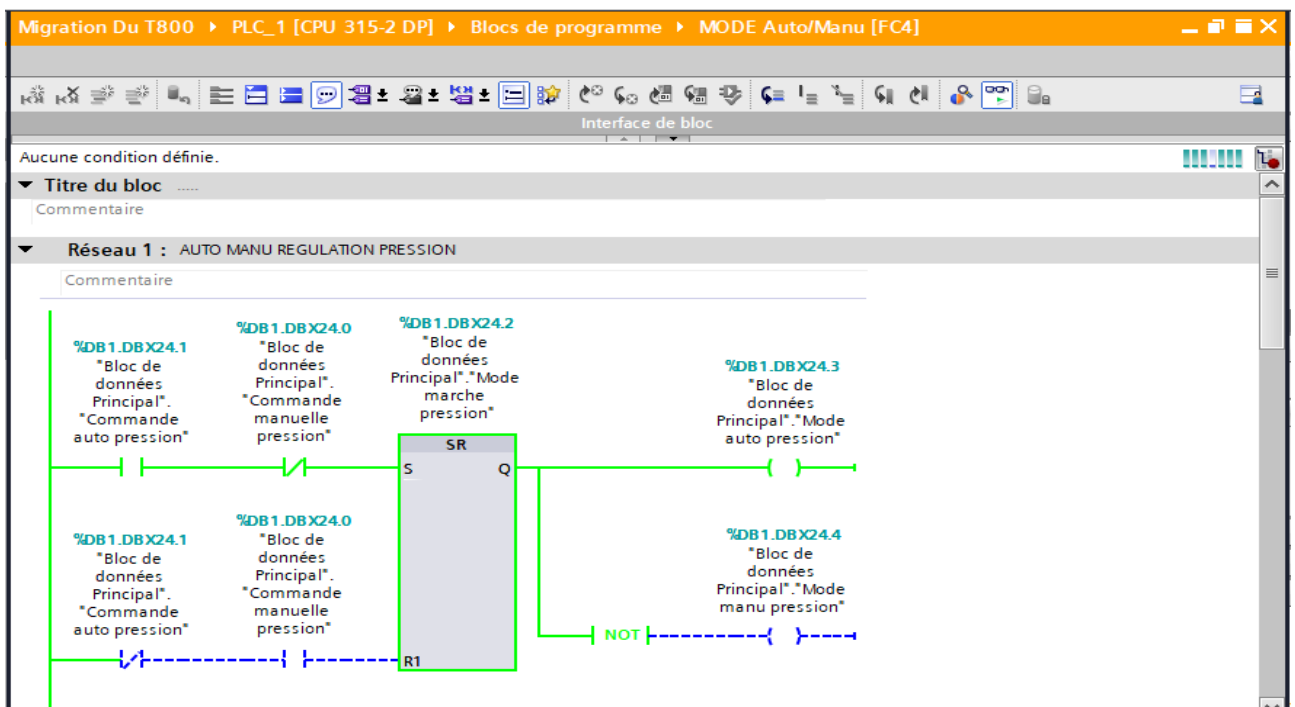 Migration Du T800 ▸ PLC_1 [CPU 315-2 DP] ▸ Blocs de programme ▸ MODE Auto/Manu [FC4]
Interface de bloc
Aucune condition définie.
Titre du bloc .....
Commentaire
Réseau 1 : AUTO MANU REGULATION PRESSION
Commentaire
%DB1.DBX24.1
"Bloc de
données
Principal".
"Commande
auto pression"
%DB1.DBX24.0
"Bloc de
données
Principal".
"Commande
manuelle
pression"
%DB1.DBX24.2
"Bloc de
données
Principal"."Mode
marche
pression"
SR
S Q
%DB1.DBX24.3
"Bloc de
données
Principal"."Mode
auto pression"
%DB1.DBX24.1
"Bloc de
données
Principal".
"Commande
auto pression"
%DB1.DBX24.0
"Bloc de
données
Principal".
"Commande
manuelle
pression"
R1
NOT
%DB1.DBX24.4
"Bloc de
données
Principal"."Mode
manu pression"